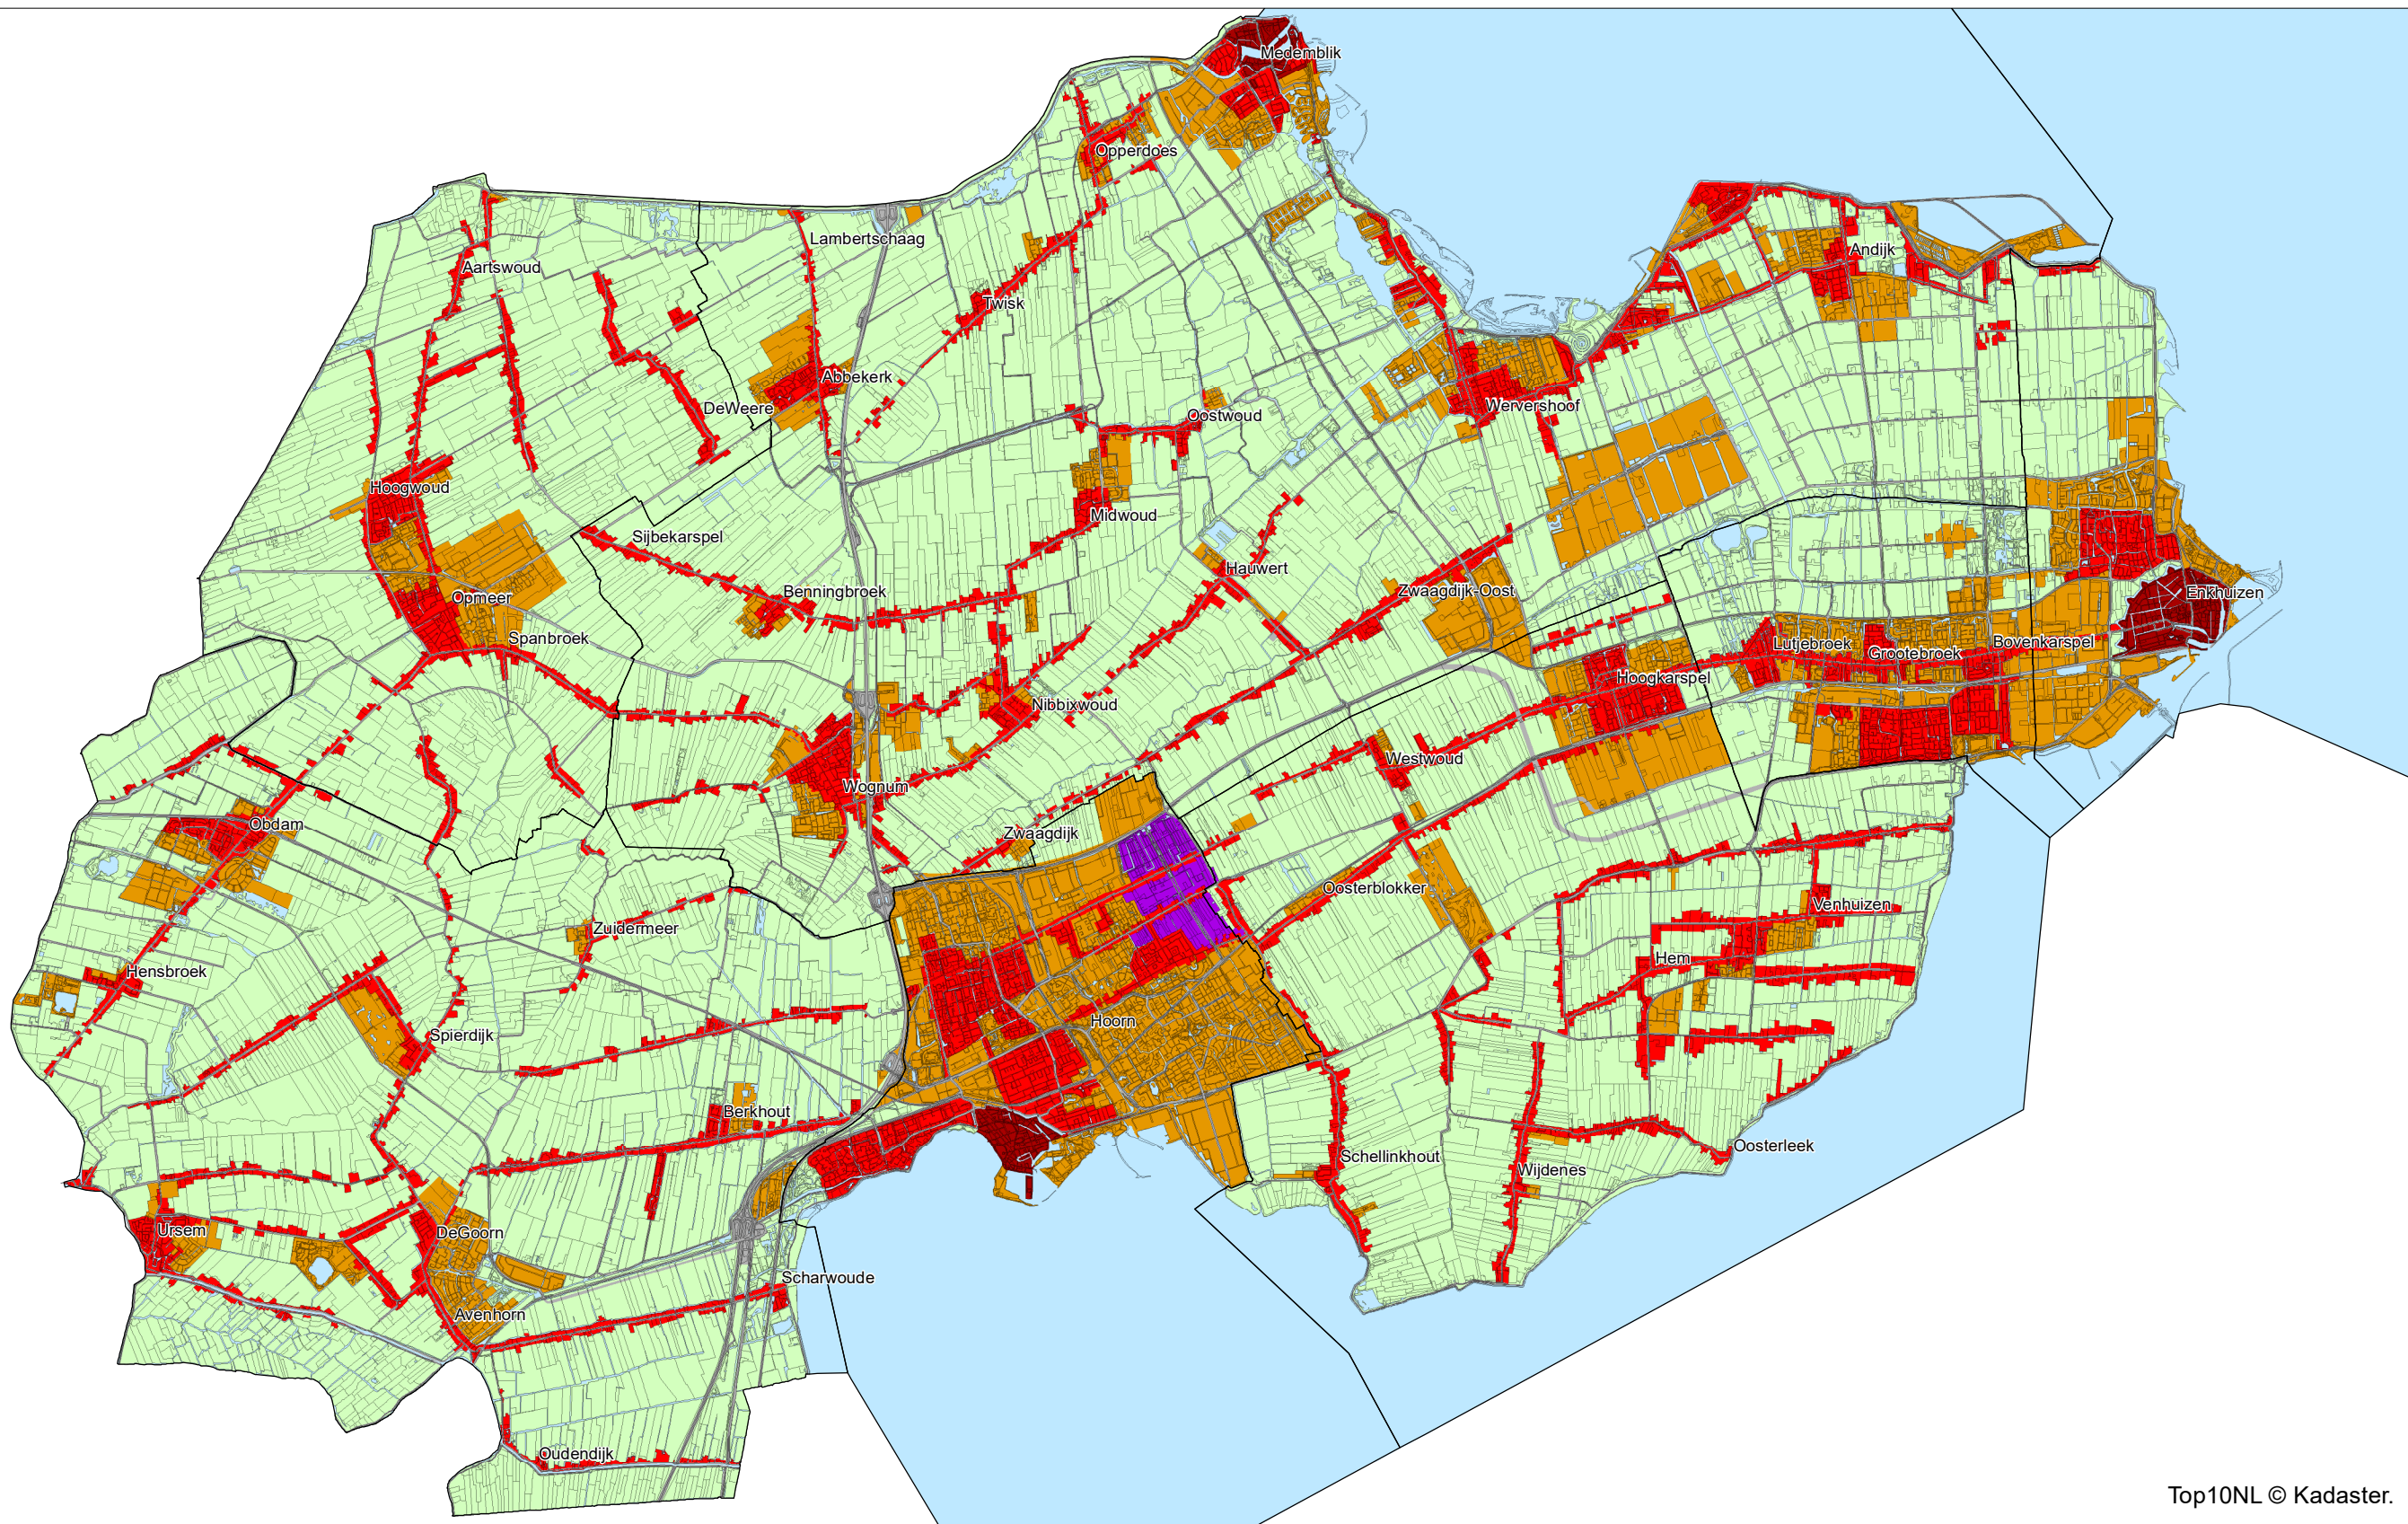 Medemblik
Opperdoes
Lambertschaag
Andijk
Aartswoud
Twisk
Abbekerk
DeWeere
Wervershoof
Oostwoud
Hoogwoud
Midwoud
Sijbekarspel
Hauwert
Benningbroek
Zwaagdijk-Oost
Enkhuizen
Opmeer
Spanbroek
Lutjebroek
Grootebroek
Bovenkarspel
Hoogkarspel
Nibbixwoud
Westwoud
Wognum
Obdam
Zwaagdijk
Oosterblokker
Venhuizen
Zuidermeer
Hem
Hensbroek
Hoorn
Spierdijk
Berkhout
Oosterleek
Schellinkhout
Wijdenes
Ursem
DeGoorn
Scharwoude
Avenhorn
Oudendijk
Top10NL © Kadaster.